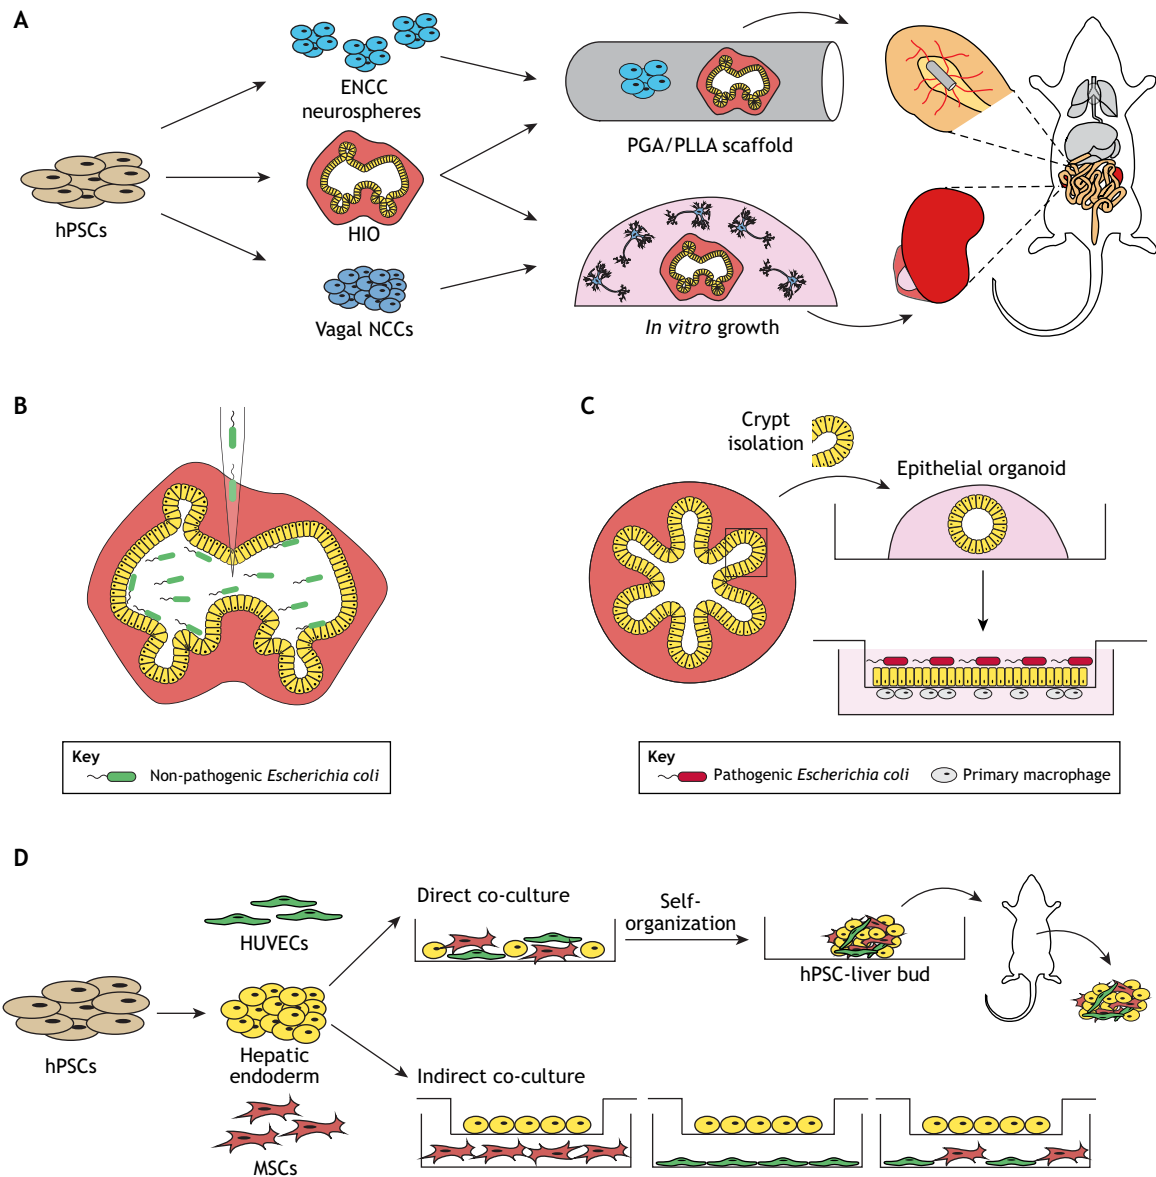 A
ENCC
neurospheres
hPSCs
HIO
Vagal NCCs
PGA/PLLA scaffold
In vitro growth
B
Key
Non-pathogenic Escherichia coli
C
Crypt
isolation
Epithelial organoid
Key
Pathogenic Escherichia coli
Primary macrophage
D
HUVECs
hPSCs
Hepatic
endoderm
MSCs
Direct co-culture
Self-
organization
hPSC-liver bud
Indirect co-culture